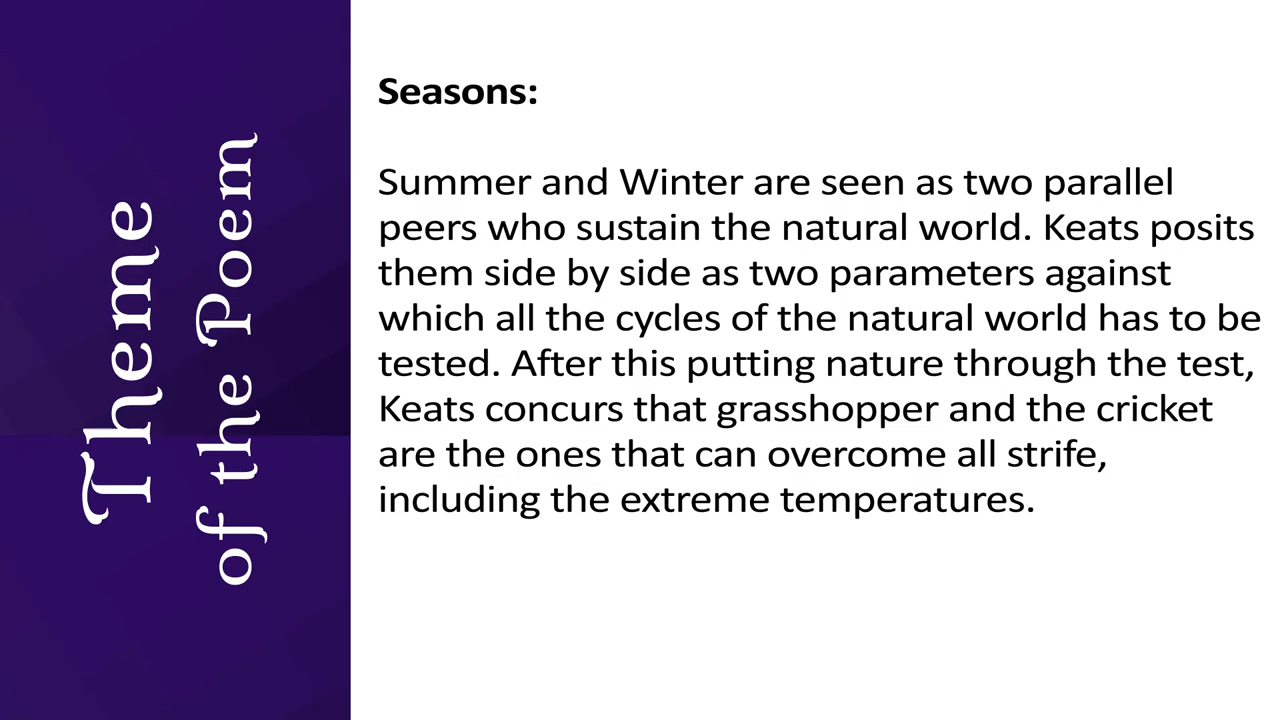 Theme
of the Poem
Seasons:
Summer and Winter are seen as two parallel
peers who sustain the natural world. Keats posits
them side by side as two parameters against
which all the cycles of the natural world has to be
tested. After this putting nature through the test,
Keats concurs that grasshopper and the cricket
are the ones that can overcome all strife,
including the extreme temperatures.